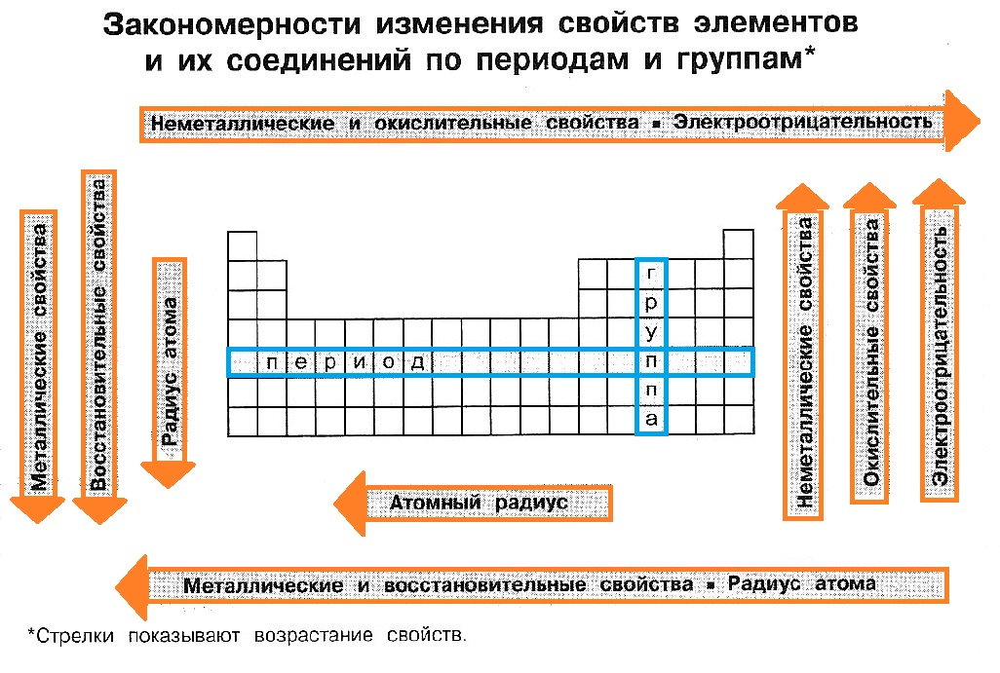 Закономерности изменения свойств элементов
и их соединений по периодам и группам*
Неметаллические и окислительные свойства ▪ Электроотрицательность
Металлические свойства
Восстановительные свойства
Радиус атома
период
группа
Неметаллические свойства
Окислительные свойства
Электроотрицательность
Атомный радиус
Металлические и восстановительные свойства ▪ Радиус атома
*Стрелки показывают возрастание свойств.